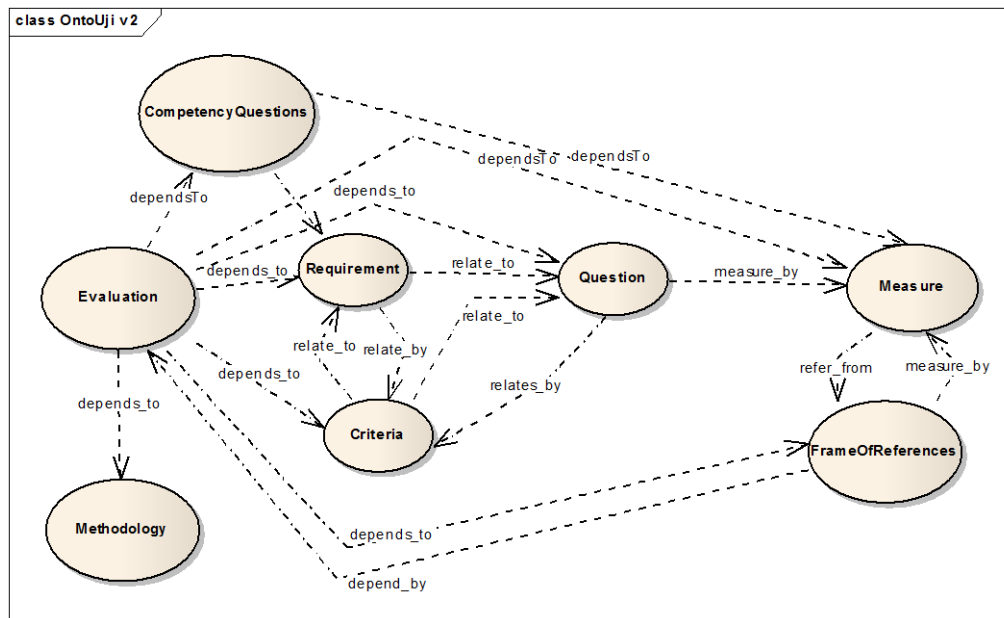 class OntoUji v2
CompetencyQuestions
dependsTo
dependsTo
dependsTo
depends_to
Evaluation
depends_to
Requirement
relate_to
Question
measure_by
Measure
relate_to
relate_to
relate_by
depends_to
relates_by
refer_from
measure_by
Criteria
depends_to
FrameOfReferences
Methodology
depends_to
depend_by